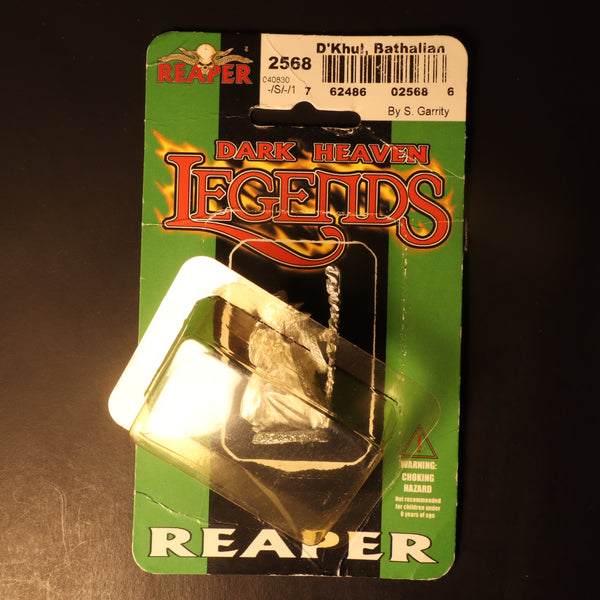 D'Khul, Bathalian
REAPER
2568
040830
-/S/-/1
7 62486 02568 6
By S. Garrity
DARK HEAVEN
LEGENDS
WARNING:
CHOKING
HAZARD
Not recommended
for children under
6 years of age
REAPER